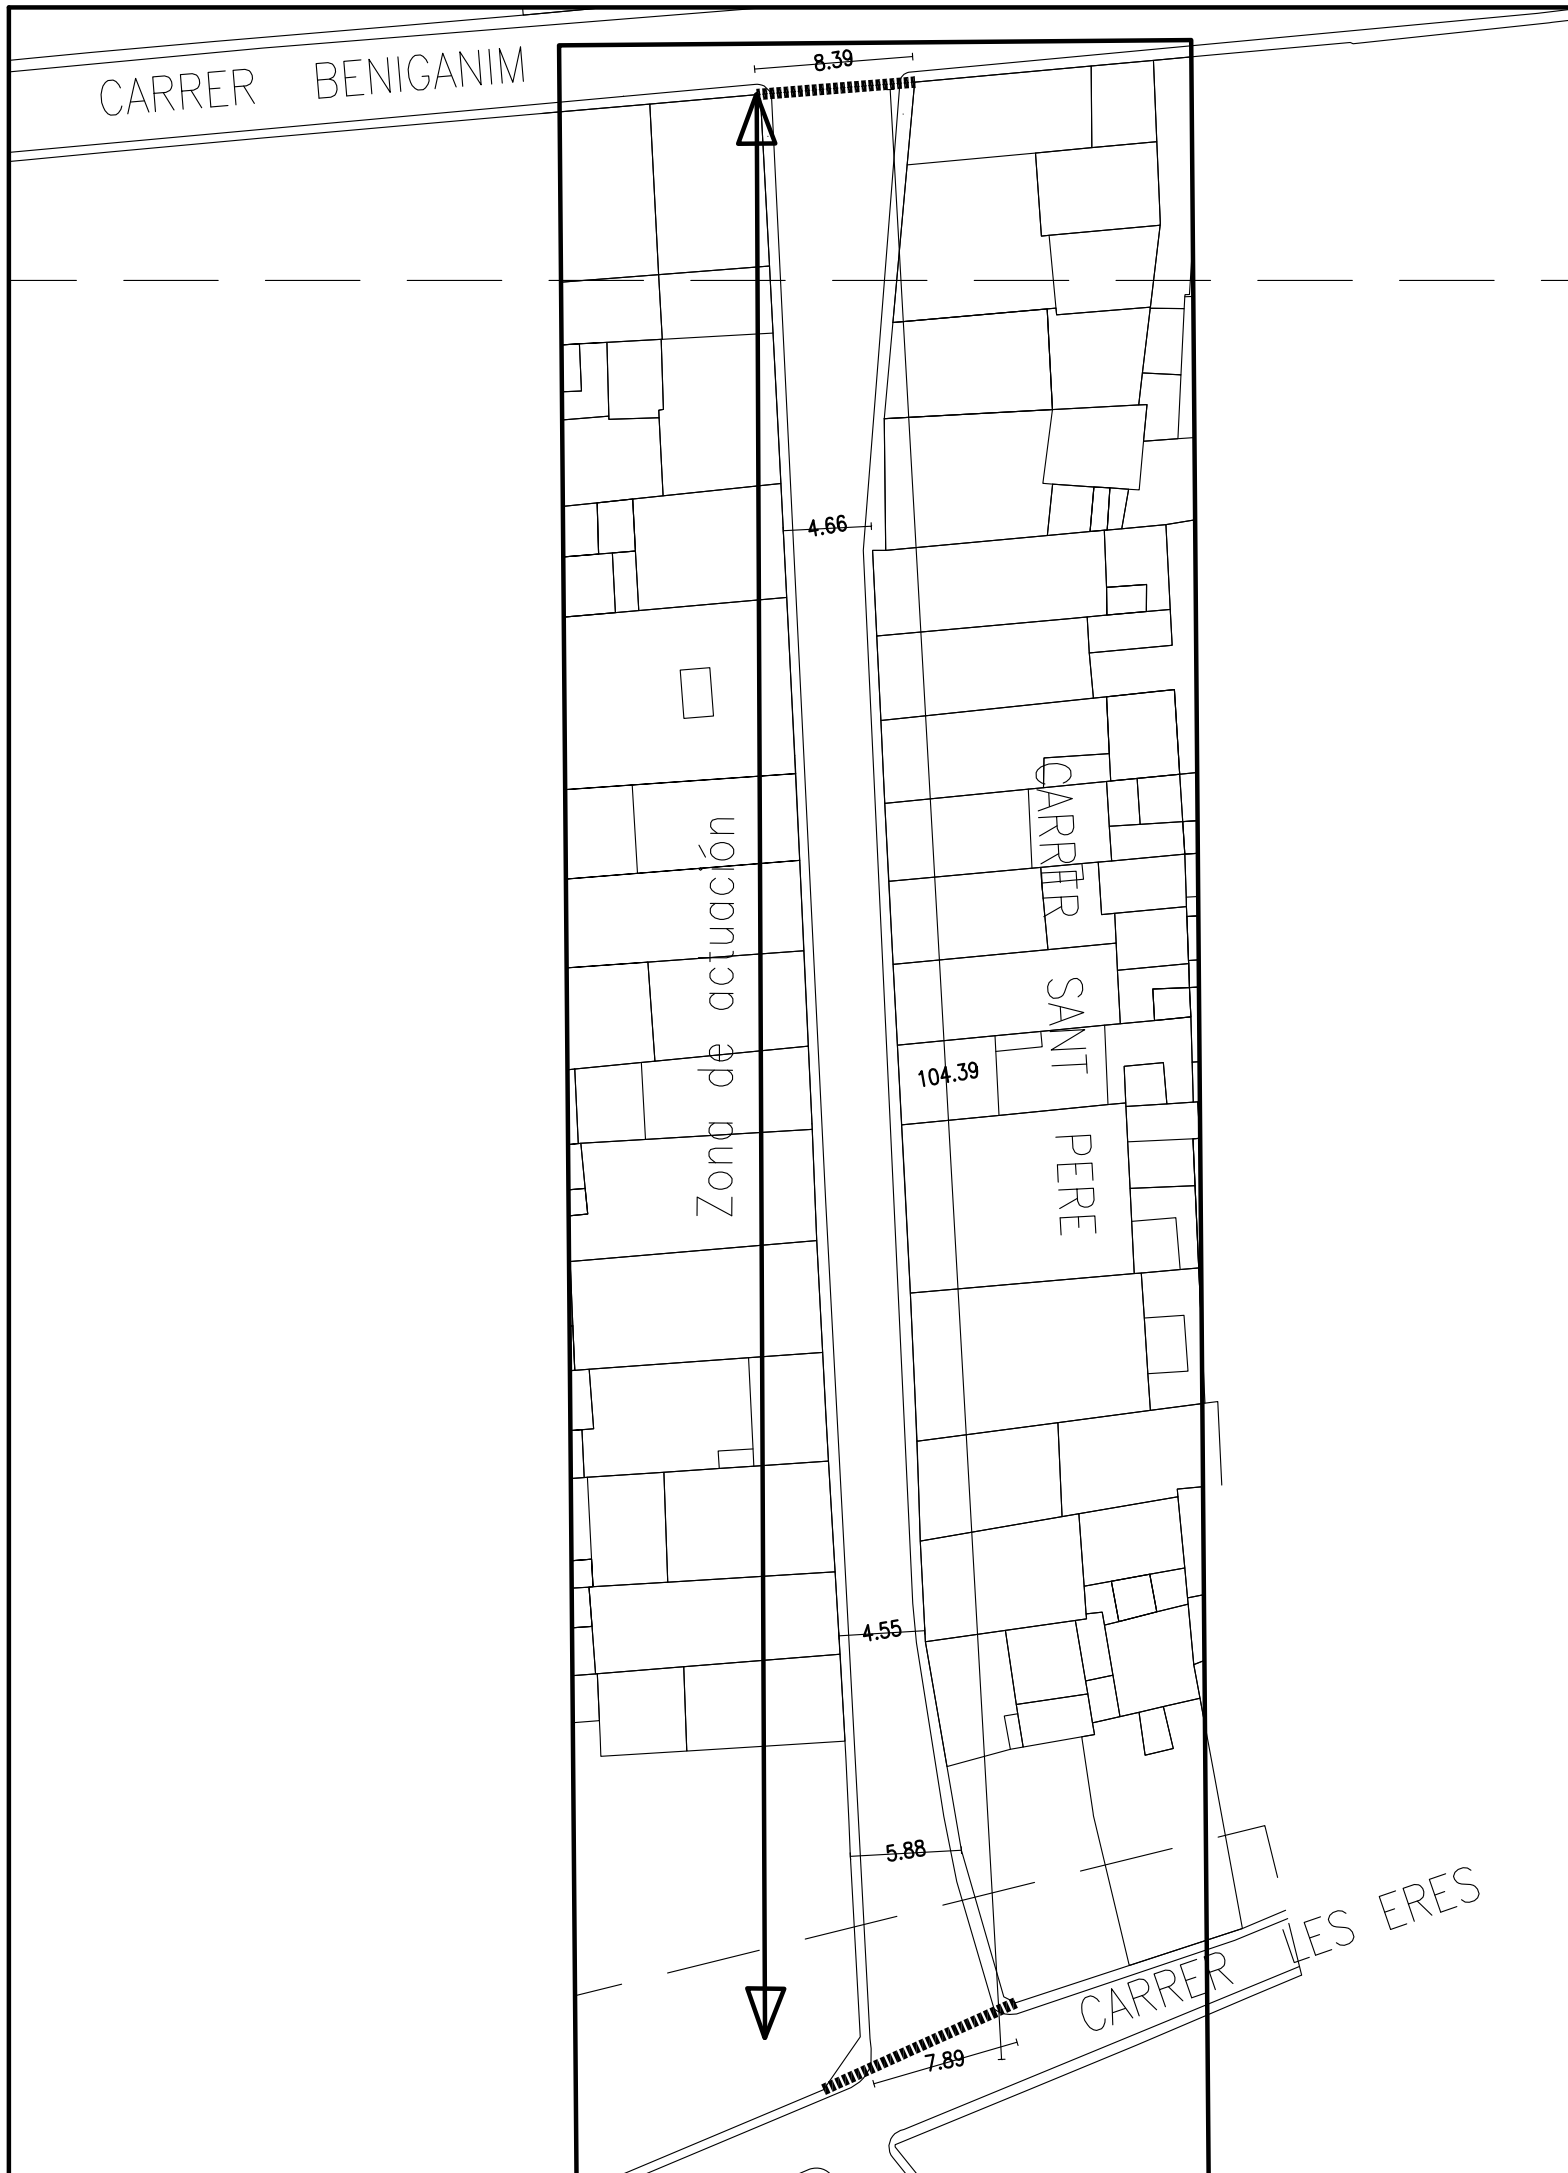 8.39
CARRER BENIGANIM
4.66
CARRER SANT PERE
Zona de actuación
104.39
4.55
5.88
CARRER LES ERES
7.89